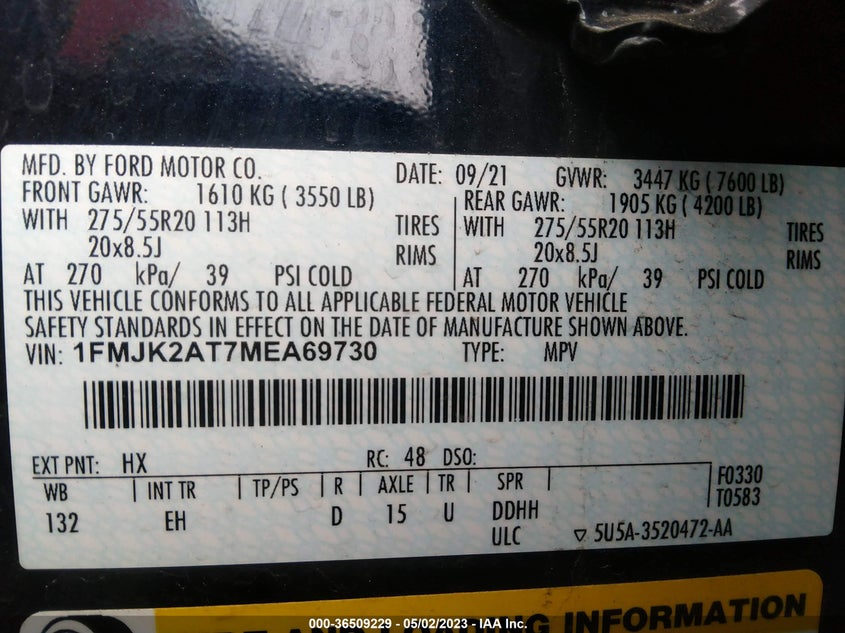 MFD. BY FORD MOTOR CO. DATE: 09/21 GVWR: 3447 KG ( 7600 LB)
FRONT GAWR: 1610 KG ( 3550 LB) REAR GAWR: 1905 KG ( 4200 LB)
WITH 275/55R20 113H TIRES WITH 275/55R20 113H TIRES
20x8.5J RIMS 20x8.5J RIMS
AT 270 kPa/ 39 PSI COLD AT 270 kPa/ 39 PSI COLD
THIS VEHICLE CONFORMS TO ALL APPLICABLE FEDERAL MOTOR VEHICLE
SAFETY STANDARDS IN EFFECT ON THE DATE OF MANUFACTURE SHOWN ABOVE.
VIN: 1FMJK2AT7MEA69730 TYPE: MPV
EXT PNT: HX RC: 48 DSO:
WB INT TR TP/PS R AXLE TR SPR F0330
132 EH D 15 U DDHH T0583
ULC 5U5A-3520472-AA
AND LOADING INFORMATION
000-36509229 - 05/02/2023 - IAA Inc.